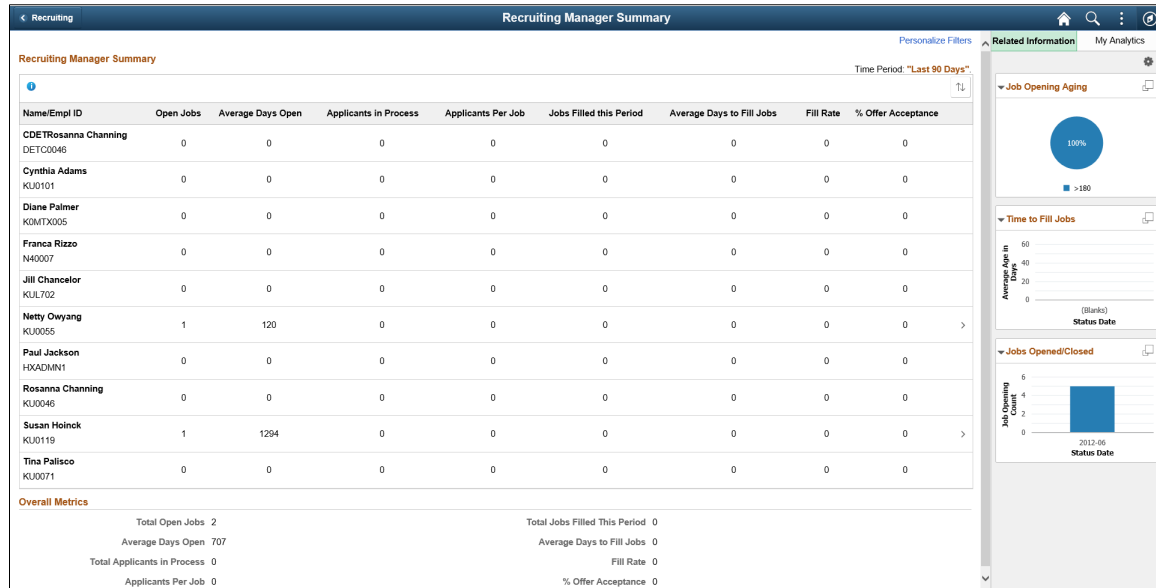 Recruiting
Recruiting Manager Summary
Personalize Filters
Recruiting Manager Summary
Time Period: "Last 90 Days".
Name/Empl ID Open Jobs Average Days Open Applicants in Process Applicants Per Job Jobs Filled this Period Average Days to Fill Jobs Fill Rate % Offer Acceptance
CDETRosanna Channing
DETC0046
0 0 0 0 0 0 0 0
Cynthia Adams
KU0101
0 0 0 0 0 0 0 0
Diane Palmer
K0MTX005
0 0 0 0 0 0 0 0
Franca Rizzo
N40007
0 0 0 0 0 0 0 0
Jill Chancelor
KUL702
0 0 0 0 0 0 0 0
Netty Owyang
KU0055
1 120 0 0 0 0 0 0
Paul Jackson
HXADMN1
0 0 0 0 0 0 0 0
Rosanna Channing
KU0046
0 0 0 0 0 0 0 0
Susan Hoinck
KU0119
1 1294 0 0 0 0 0 0
Tina Palisco
KU0071
0 0 0 0 0 0 0 0
Overall Metrics
Total Open Jobs 2 Total Jobs Filled This Period 0
Average Days Open 707 Average Days to Fill Jobs 0
Total Applicants in Process 0 Fill Rate 0
Applicants Per Job 0 % Offer Acceptance 0
Related Information My Analytics
Job Opening Aging
100%
>180
Time to Fill Jobs
Average Age in
Days
60
40
20
0
(Blanks)
Status Date
Jobs Opened/Closed
Job Opening
Count
6
4
2
0
2012-06
Status Date